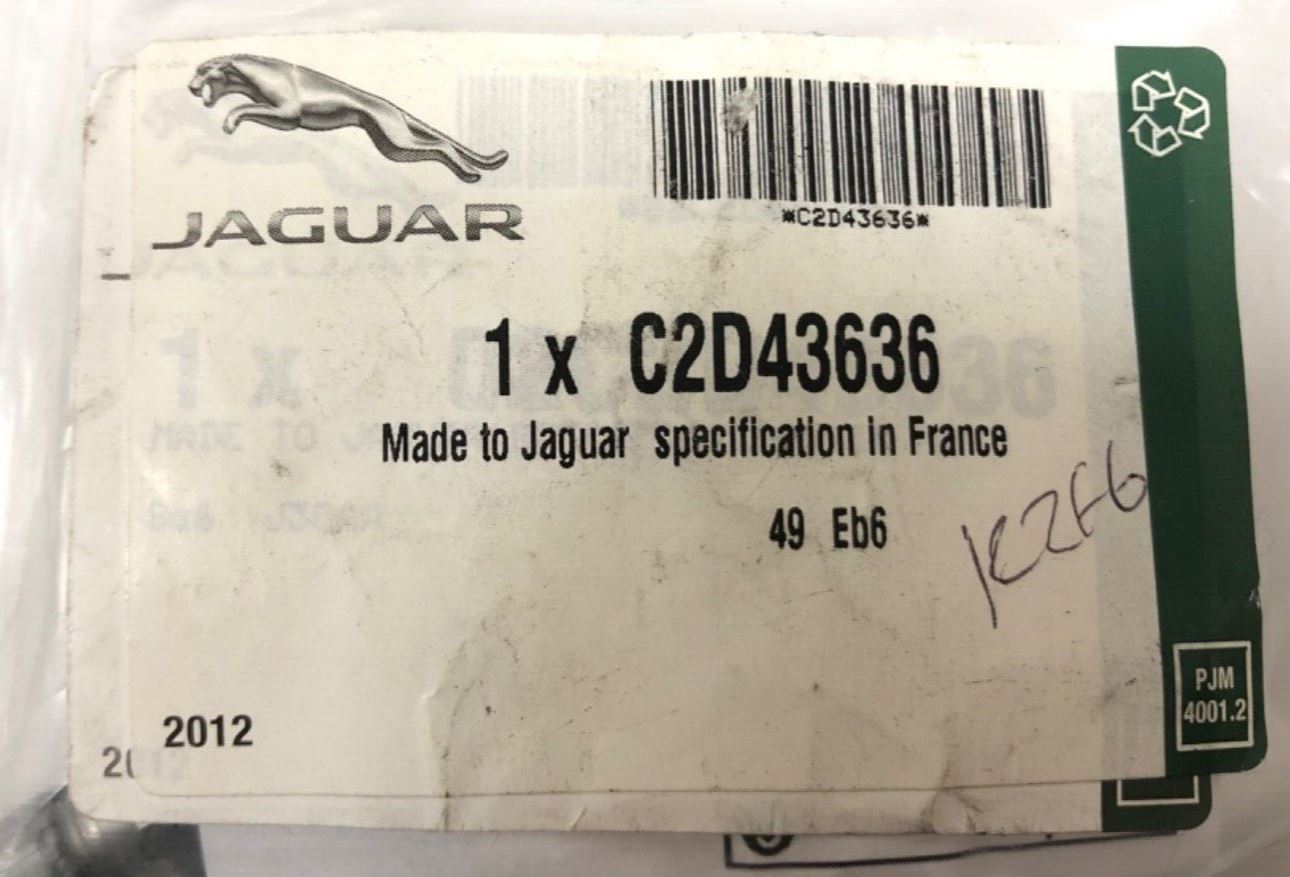 JAGUAR
*C2D43636*
1 x C2D43636
Made to Jaguar specification in France
49 Eb6
2012
PJM
4001.2